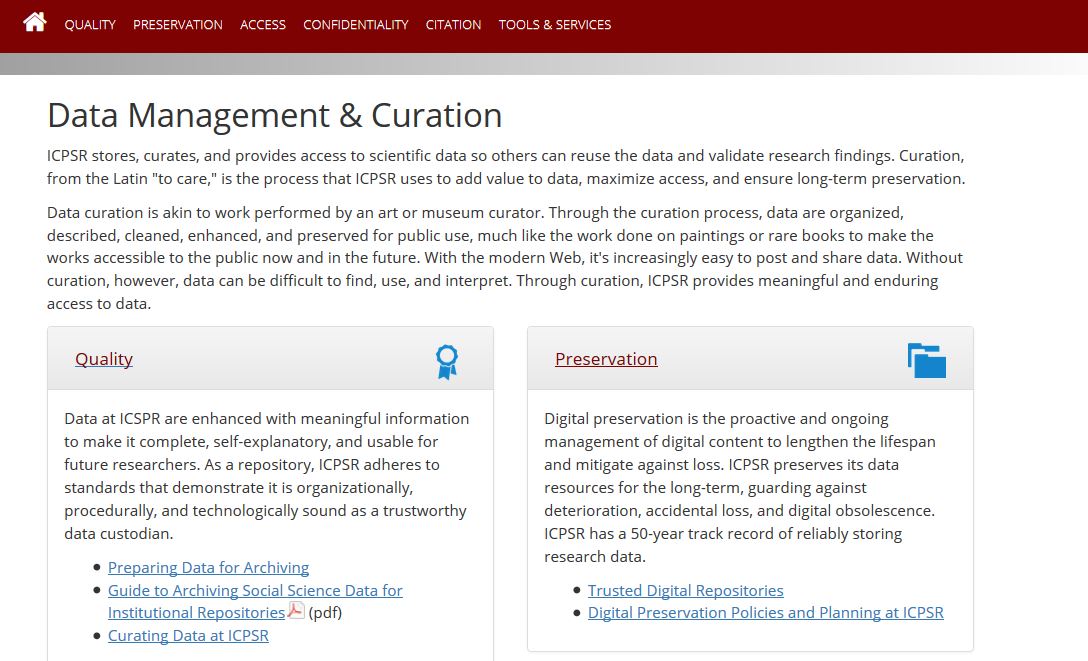 QUALITY PRESERVATION ACCESS CONFIDENTIALITY CITATION TOOLS & SERVICES
Data Management & Curation
ICPSR stores, curates, and provides access to scientific data so others can reuse the data and validate research findings. Curation,
from the Latin "to care," is the process that ICPSR uses to add value to data, maximize access, and ensure long-term preservation.
Data curation is akin to work performed by an art or museum curator. Through the curation process, data are organized,
described, cleaned, enhanced, and preserved for public use, much like the work done on paintings or rare books to make the
works accessible to the public now and in the future. With the modern Web, it's increasingly easy to post and share data. Without
curation, however, data can be difficult to find, use, and interpret. Through curation, ICPSR provides meaningful and enduring
access to data.
Quality
Data at ICSPR are enhanced with meaningful information
to make it complete, self-explanatory, and usable for
future researchers. As a repository, ICPSR adheres to
standards that demonstrate it is organizationally,
procedurally, and technologically sound as a trustworthy
data custodian.
• Preparing Data for Archiving
• Guide to Archiving Social Science Data for
Institutional Repositories (pdf)
• Curating Data at ICPSR
Preservation
Digital preservation is the proactive and ongoing
management of digital content to lengthen the lifespan
and mitigate against loss. ICPSR preserves its data
resources for the long-term, guarding against
deterioration, accidental loss, and digital obsolescence.
ICPSR has a 50-year track record of reliably storing
research data.
• Trusted Digital Repositories
• Digital Preservation Policies and Planning at ICPSR